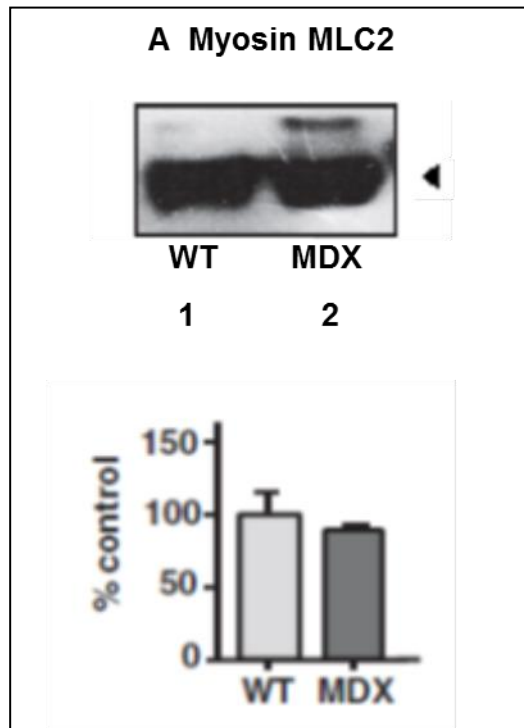 A Myosin MLC2
WT MDX
1 2
% control
150
100
50
0
WT MDX